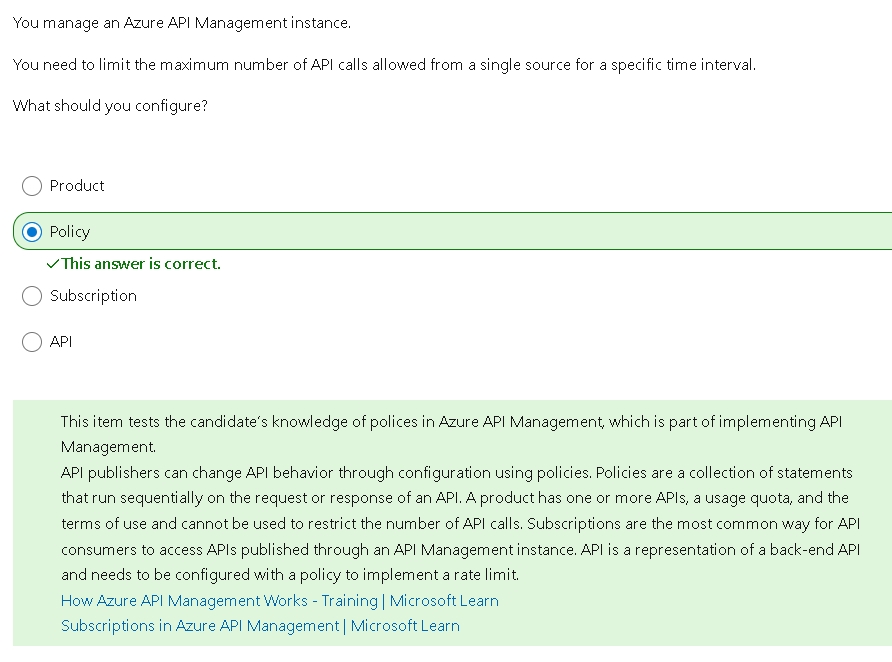 You manage an Azure API Management instance.
You need to limit the maximum number of API calls allowed from a single source for a specific time interval.
What should you configure?
Product
Policy
✓This answer is correct.
Subscription
API
This item tests the candidate's knowledge of polices in Azure API Management, which is part of implementing API
Management.
API publishers can change API behavior through configuration using policies. Policies are a collection of statements
that run sequentially on the request or response of an API. A product has one or more APIs, a usage quota, and the
terms of use and cannot be used to restrict the number of API calls. Subscriptions are the most common way for API
consumers to access APIs published through an API Management instance. API is a representation of a back-end API
and needs to be configured with a policy to implement a rate limit.
How Azure API Management Works - Training | Microsoft Learn
Subscriptions in Azure API Management | Microsoft Learn